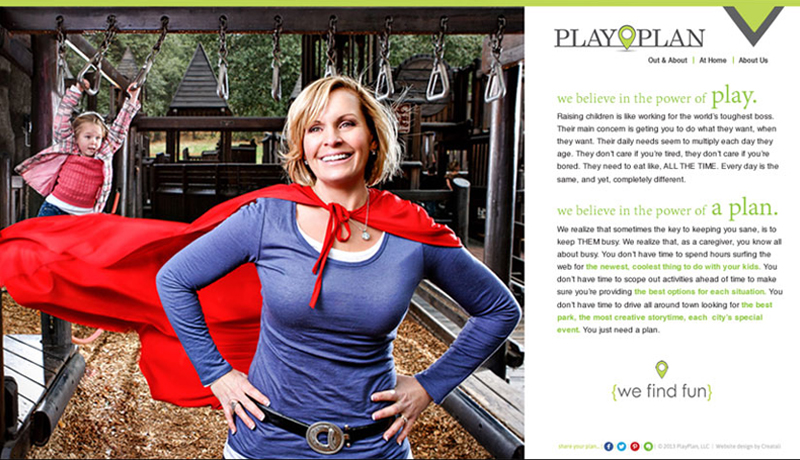 PLAY PLAN
Out & About | At Home | About Us
we believe in the power of play.
Raising children is like working for the world's toughest boss.
Their main concern is geting you to do what they want, when
they want. Their daily needs seem to multiply each day they
age. They don't care if you're tired, they don't care if you're
bored. They need to eat like, ALL THE TIME. Every day is the
same, and yet, completely different.
we believe in the power of a plan.
We realize that sometimes the key to keeping you sane, is to
keep THEM busy. We realize that, as a caregiver, you know all
about busy. You don't have time to spend hours surfing the
web for the newest, coolest thing to do with your kids. You
don't have time to scope out activities ahead of time to make
sure you're providing the best options for each situation. You
don't have time to drive all around town looking for the best
park, the most creative storytime, each city's special
event. You just need a plan.
{we find fun}
share your plan... | © 2013 PlayPlan, LLC | Website design by Creatali